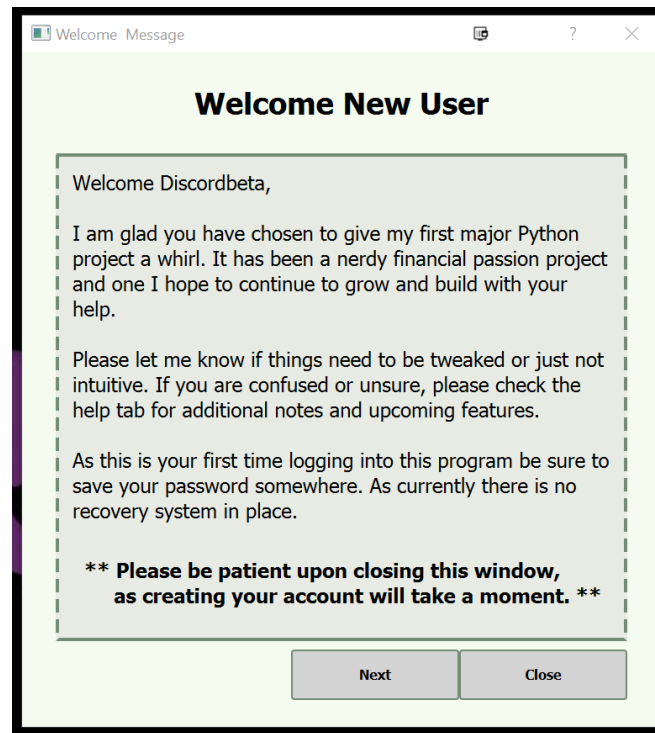 Welcome Message
?
Welcome New User
Welcome Discordbeta,
I am glad you have chosen to give my first major Python
project a whirl. It has been a nerdy financial passion project
and one I hope to continue to grow and build with your
help.
Please let me know if things need to be tweaked or just not
intuitive. If you are confused or unsure, please check the
help tab for additional notes and upcoming features.
As this is your first time logging into this program be sure to
save your password somewhere. As currently there is no
recovery system in place.
** Please be patient upon closing this window,
as creating your account will take a moment. **
Next Close